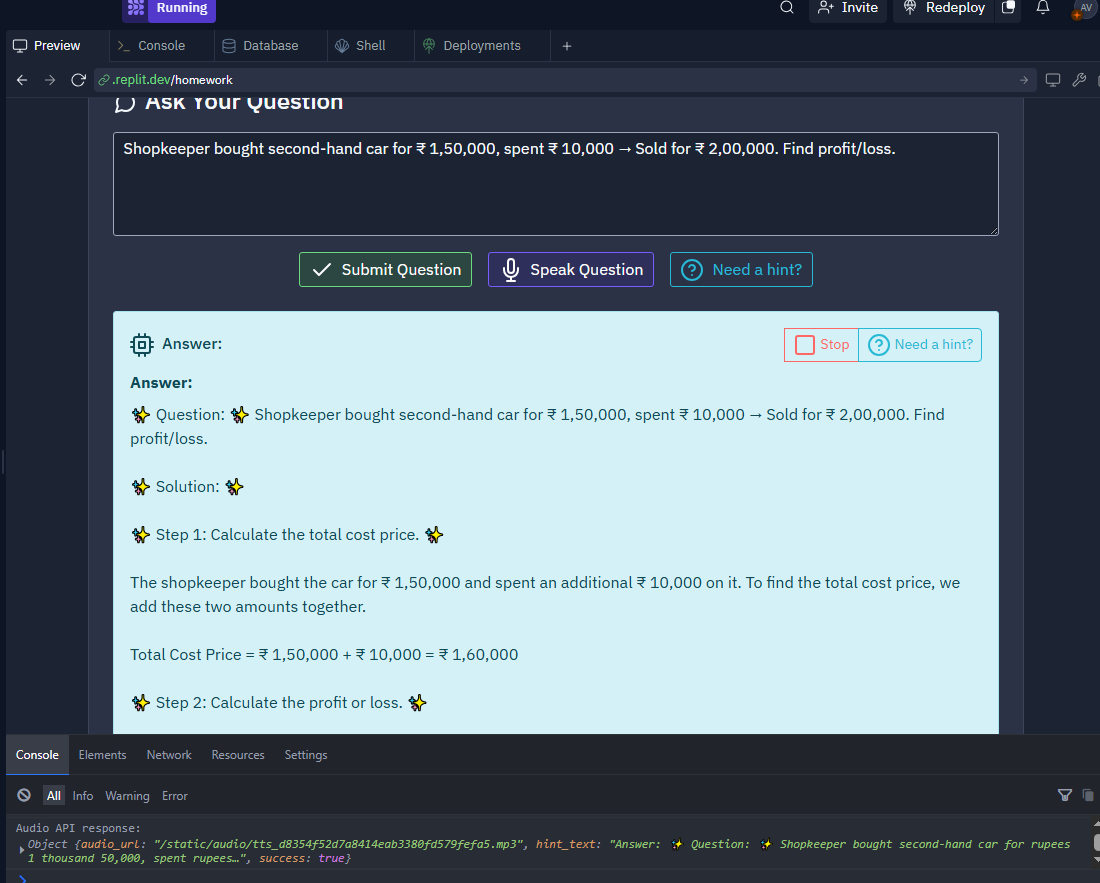 Running
Invite
Redeploy
AV
Preview
Console
Database
Shell
Deployments
.replit.dev/homework
Ask Your Question
Shopkeeper bought second-hand car for ₹ 1,50,000, spent ₹ 10,000 → Sold for ₹ 2,00,000. Find profit/loss.
Submit Question
Speak Question
Need a hint?
Answer:
Stop
Need a hint?
Answer:
✨ Question: ✨ Shopkeeper bought second-hand car for ₹ 1,50,000, spent ₹ 10,000 → Sold for ₹ 2,00,000. Find
profit/loss.
✨ Solution: ✨
✨ Step 1: Calculate the total cost price. ✨
The shopkeeper bought the car for ₹ 1,50,000 and spent an additional ₹ 10,000 on it. To find the total cost price, we
add these two amounts together.
Total Cost Price = ₹ 1,50,000 + ₹ 10,000 = ₹ 1,60,000
✨ Step 2: Calculate the profit or loss. ✨
Console
Elements
Network
Resources
Settings
All
Info
Warning
Error
Audio API response:
Object {audio_url: "/static/audio/tts_d8354f52d7a8414eab3380fd579fefa5.mp3", hint_text: "Answer: ✨ Question: ✨ Shopkeeper bought second-hand car for rupees
1 thousand 50,000, spent rupees…", success: true}